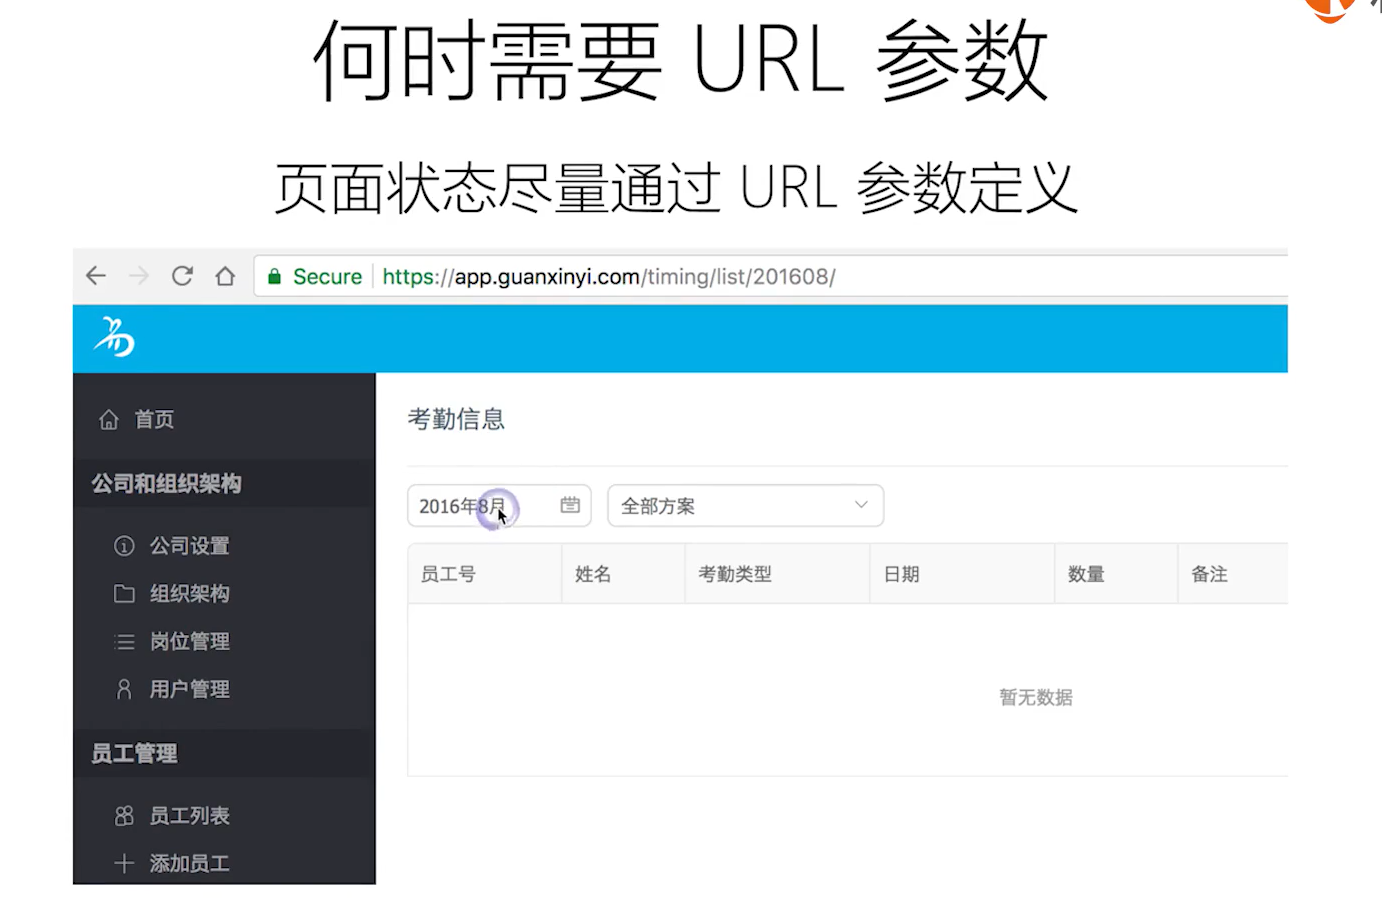 何时需要 URL 参数
页面状态尽量通过 URL 参数定义
Secure https://app.guanxinyi.com/timing/list/201608/
首页
公司和组织架构
公司设置
组织架构
岗位管理
用户管理
员工管理
员工列表
添加员工
考勤信息
2016年8月 全部方案
员工号 姓名 考勤类型 日期 数量 备注
暂无数据